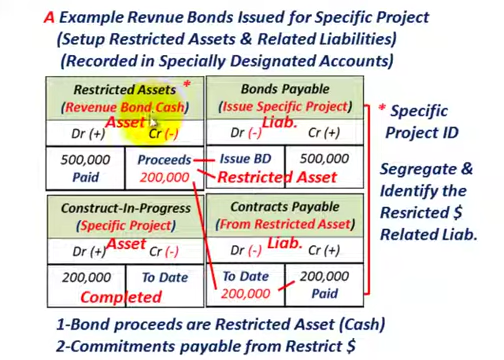 A Example Revnue Bonds Issued for Specific Project
(Setup Restricted Assets & Related Liabilities)
(Recorded in Specially Designated Accounts)
Restricted Assets *
(Revenue Bond Cash)
Asset
Dr (+) Cr (-)
500,000 Proceeds
Paid 200,000
Bonds Payable
(Issue Specific Project)
Liab.
Dr (-) Cr (+)
Issue BD 500,000
Restricted Asset
Construct-In-Progress
(Specific Project)
Asset
Dr (+) Cr (-)
200,000 To Date
Completed
Contracts Payable
(From Restricted Asset)
Liab.
Dr (-) Cr (+)
To Date 200,000
200,000 Paid
* Specific
Project ID
Segregate &
Identify the
Resricted $
Related Liab.
1-Bond proceeds are Restricted Asset (Cash)
2-Commitments payable from Restrict $